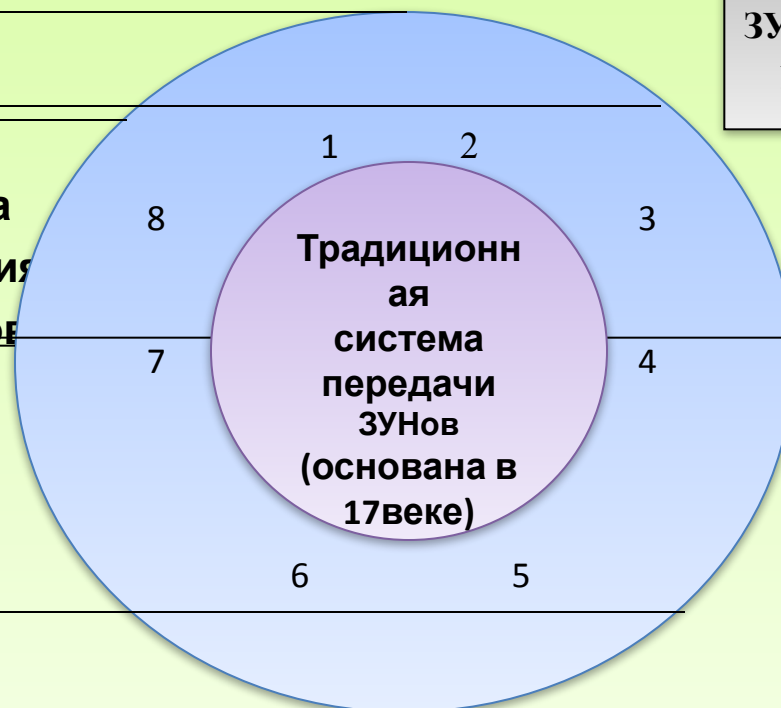 1 2
8 3
Традиционн
ая
система
передачи
ЗУНов
(основана в
17веке)
7 4
6 5